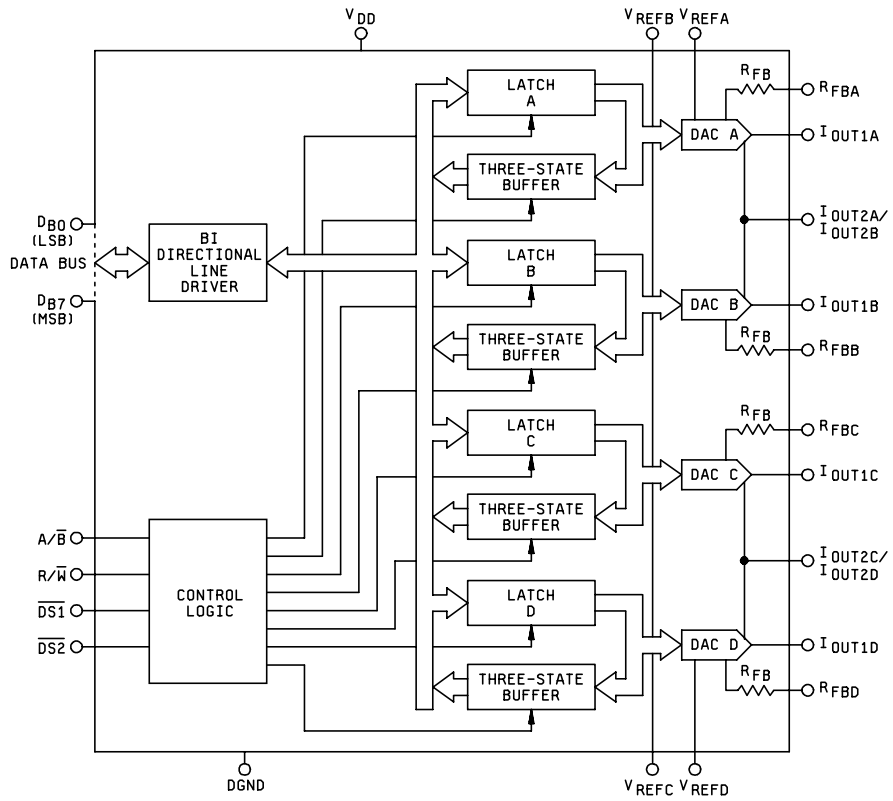 VDD
VREFB VREFA
LATCH
A
RFB
RFBA
DAC A
IOUT1A
THREE-STATE
BUFFER
DB0
(LSB)
DATA BUS
DB7
(MSB)
BI
DIRECTIONAL
LINE
DRIVER
IOUT2A/
IOUT2B
LATCH
B
DAC B
IOUT1B
THREE-STATE
BUFFER
RFB
RFBB
LATCH
C
RFB
RFBC
DAC C
IOUT1C
THREE-STATE
BUFFER
A/B̅
R/W̅
D̅S̅1̅
D̅S̅2̅
CONTROL
LOGIC
IOUT2C/
IOUT2D
LATCH
D
DAC D
IOUT1D
THREE-STATE
BUFFER
RFB
RFBD
DGND
VREFC VREFD